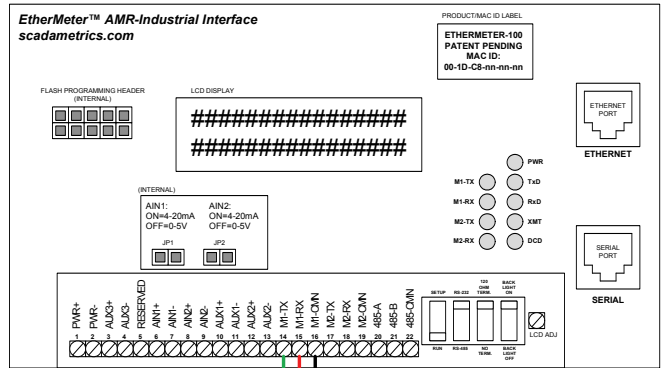 EtherMeter™ AMR-Industrial Interface
scadametrics.com
PRODUCT/MAC ID LABEL
ETHERMETER-100
PATENT PENDING
MAC ID:
00-1D-C8-nn-nn-nn
FLASH PROGRAMMING HEADER
(INTERNAL)
LCD DISPLAY
##################
##################
ETHERNET
PORT
ETHERNET
PWR
M1-TX TxD
M1-RX RxD
M2-TX XMT
M2-RX DCD
(INTERNAL)
AIN1: AIN2:
ON=4-20mA ON=4-20mA
OFF=0-5V OFF=0-5V
JP1 JP2
SERIAL
PORT
SERIAL
PWR+ PWR- AUX3+ AUX3- RESERVED AIN1+ AIN1- AIN2+ AIN2- AUX1+ AUX1- AUX2+ AUX2- M1-TX M1-RX M1-CMN M2-TX M2-RX M2-CMN 485-A 485-B 485-CMN
1 2 3 4 5 6 7 8 9 10 11 12 13 14 15 16 17 18 19 20 21 22
SETUP RS-232 120 OHM TERM. BACK LIGHT ON
RUN RS-485 NO TERM. BACK LIGHT OFF
LCD ADJ